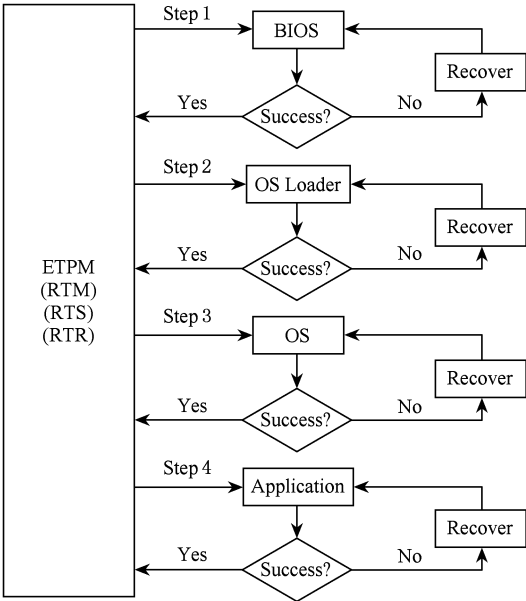 Step 1
BIOS
Recover
Yes
Success?
No
Step 2
OS Loader
Recover
Yes
Success?
No
ETPM
(RTM)
(RTS)
(RTR)
Step 3
OS
Recover
Yes
Success?
No
Step 4
Application
Recover
Yes
Success?
No